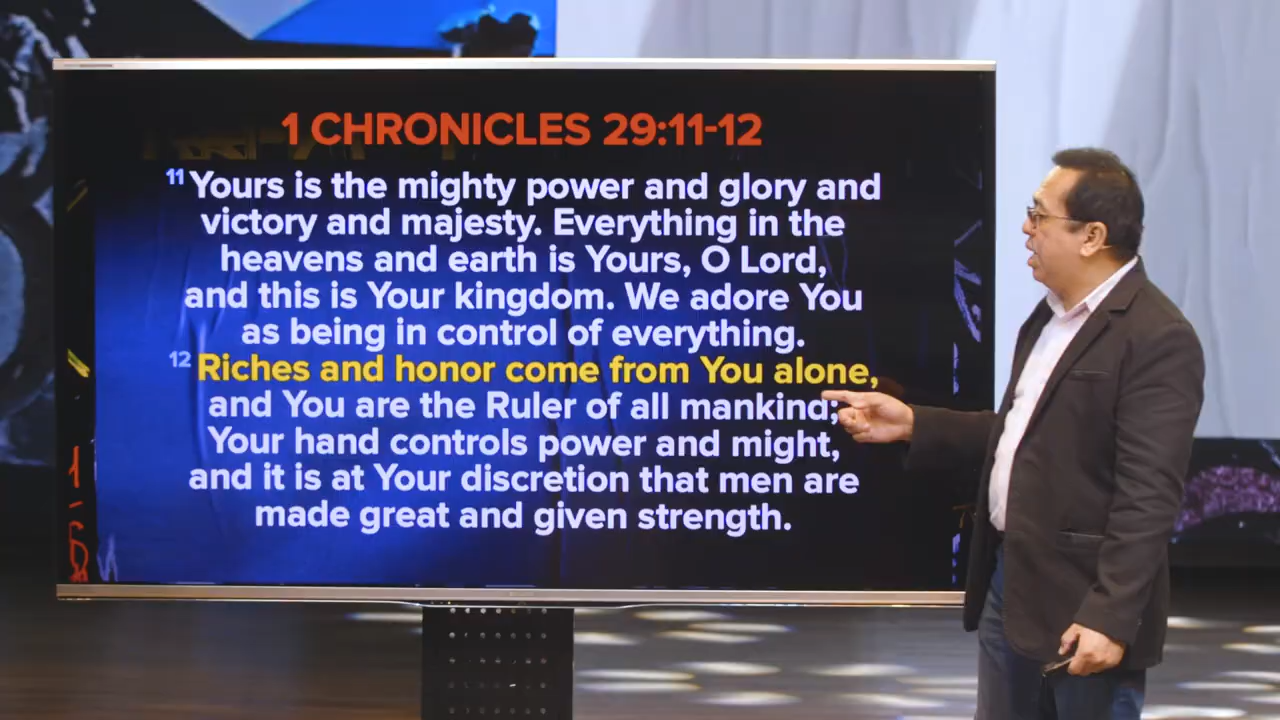 1 CHRONICLES 29:11-12
11 Yours is the mighty power and glory and
victory and majesty. Everything in the
heavens and earth is Yours, O Lord,
and this is Your kingdom. We adore You
as being in control of everything.
12 Riches and honor come from You alone,
and You are the Ruler of all mankind;
Your hand controls power and might,
and it is at Your discretion that men are
made great and given strength.